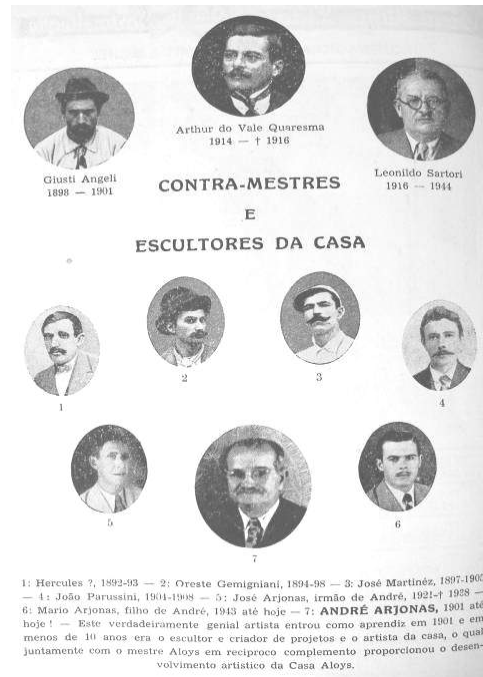 Arthur do Vale Quaresma
1914 — † 1916
Giusti Angeli
1898 — 1901
Leonildo Sartori
1916 — 1944
CONTRA-MESTRES
E
ESCULTORES DA CASA
1
2
3
4
5
6
7
1: Hercules ?, 1892-93 — 2: Oreste Gemigniani, 1894-98 — 3: José Martinéz, 1897-190
— 4: João Parussini, 1904-1908 — 5: José Arjonas, irmão de André, 1921-† 1938 —
6: Mario Arjonas, filho de André, 1943 até hoje — 7: ANDRÉ ARJONAS, 1901 até
hoje ! — Este verdadeiramente genial artista entrou como aprendiz em 1901 e em
menos de 10 anos era o escultor e criador de projetos e o artista da casa, o qual
juntamente com o mestre Aloys em reciproco complemento proporcionou o desen-
volvimento artístico da Casa Aloys.